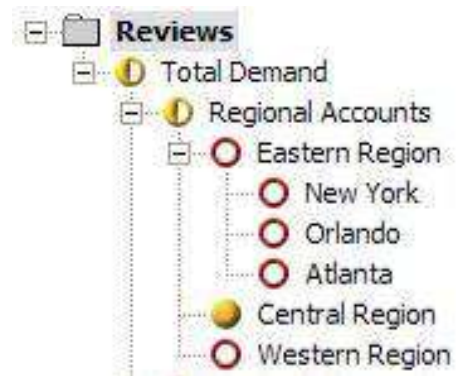 Reviews
Total Demand
Regional Accounts
Eastern Region
New York
Orlando
Atlanta
Central Region
Western Region